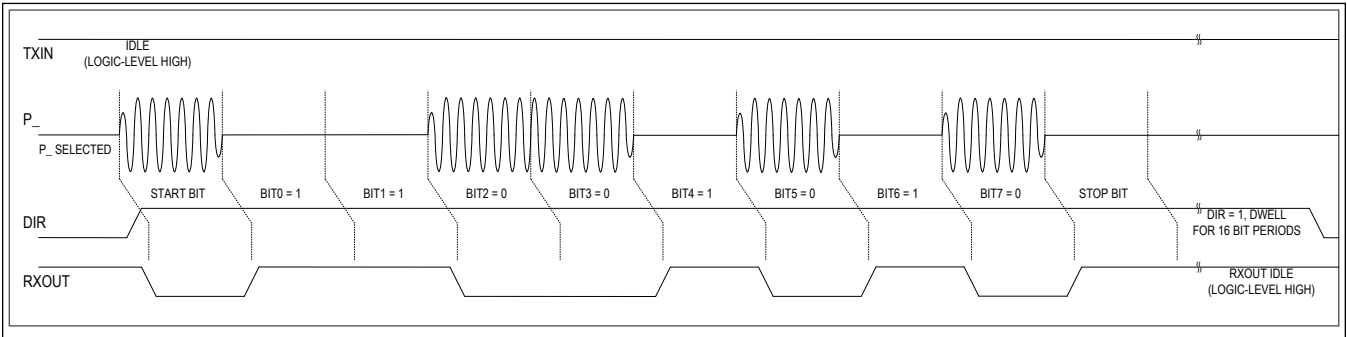 TXIN
IDLE
(LOGIC-LEVEL HIGH)
P_
P_ SELECTED
START BIT
BIT0 = 1
BIT1 = 1
BIT2 = 0
BIT3 = 0
BIT4 = 1
BIT5 = 0
BIT6 = 1
BIT7 = 0
STOP BIT
DIR
DIR = 1, DWELL
FOR 16 BIT PERIODS
RXOUT
RXOUT IDLE
(LOGIC-LEVEL HIGH)